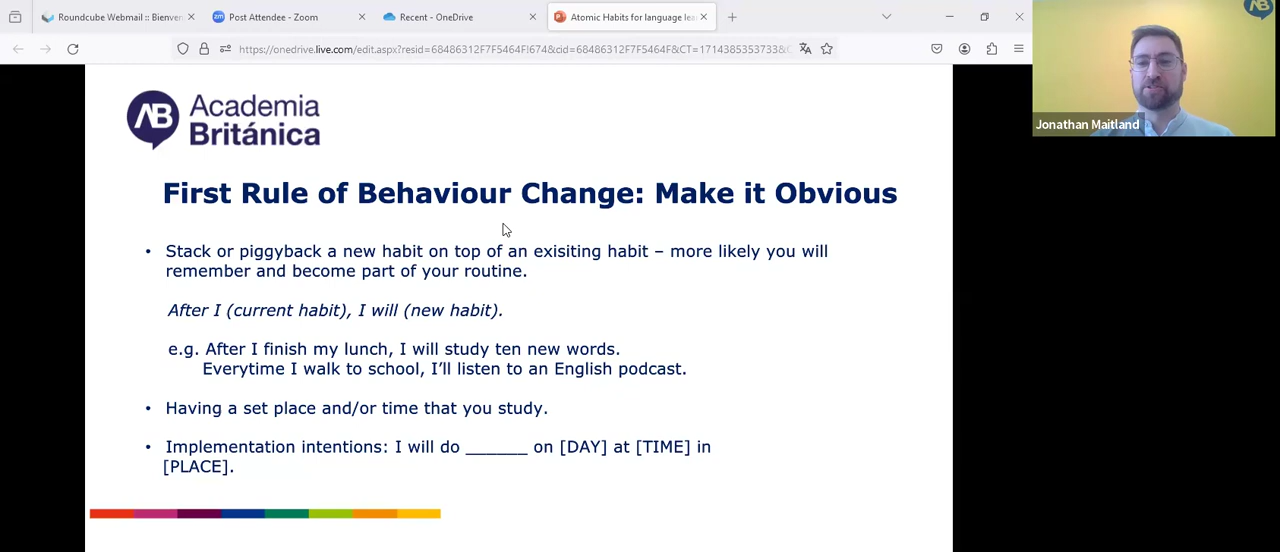 Roundcube Webmail :: Bienven
Post Attendee - Zoom
Recent - OneDrive
Atomic Habits for language lea
https://onedrive.live.com/edit.aspx?resid=68486312F7F5464F!674&cid=68486312F7F5464F&CT=1714385353733&
AB
Jonathan Maitland
AB
Academia
Británica
First Rule of Behaviour Change: Make it Obvious
• Stack or piggyback a new habit on top of an exisiting habit – more likely you will
remember and become part of your routine.
After I (current habit), I will (new habit).
e.g. After I finish my lunch, I will study ten new words.
Everytime I walk to school, I’ll listen to an English podcast.
• Having a set place and/or time that you study.
• Implementation intentions: I will do ______ on [DAY] at [TIME] in
[PLACE].